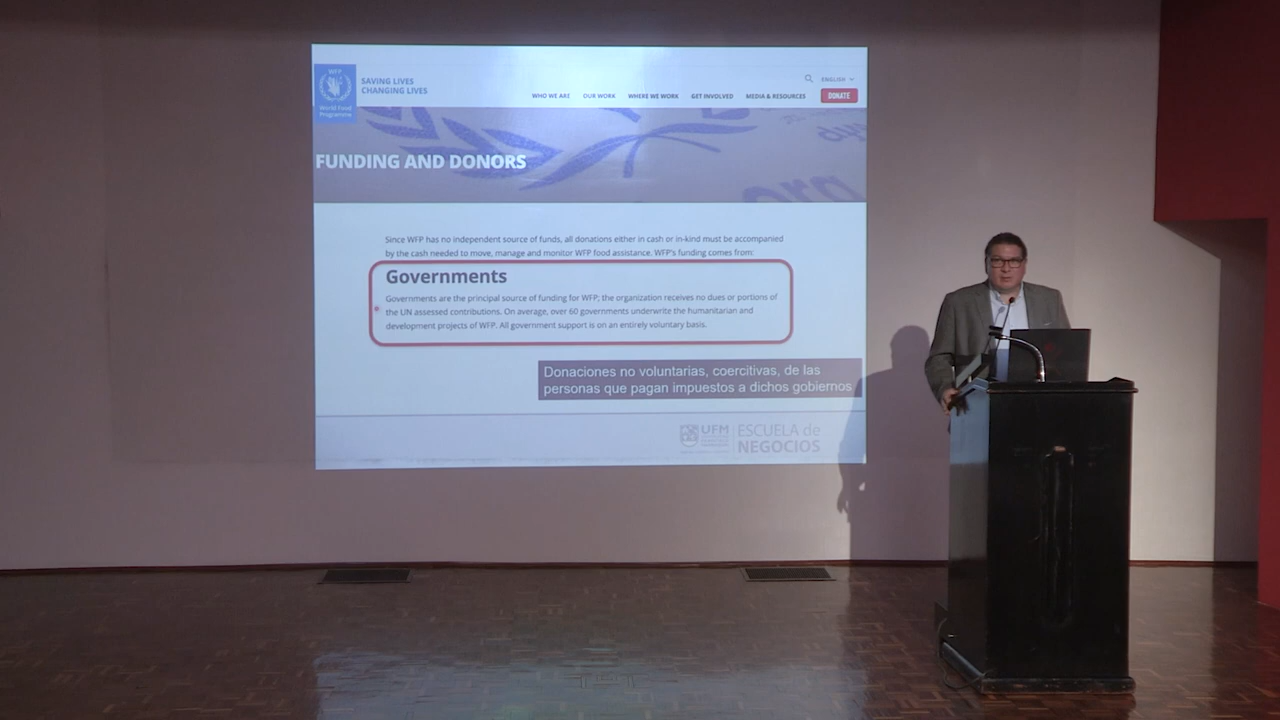 WFP
World Food
Programme
SAVING LIVES
CHANGING LIVES
ENGLISH
WHO WE ARE
OUR WORK
WHERE WE WORK
GET INVOLVED
MEDIA & RESOURCES
DONATE
FUNDING AND DONORS
Since WFP has no independent source of funds, all donations either in cash or in-kind must be accompanied
by the cash needed to move, manage and monitor WFP food assistance. WFP's funding comes from:
Governments
Governments are the principal source of funding for WFP; the organization receives no dues or portions of
the UN assessed contributions. On average, over 60 governments underwrite the humanitarian and
development projects of WFP. All government support is on an entirely voluntary basis.
Donaciones no voluntarias, coercitivas, de las
personas que pagan impuestos a dichos gobiernos
UFM
ESCUELA de
NEGOCIOS